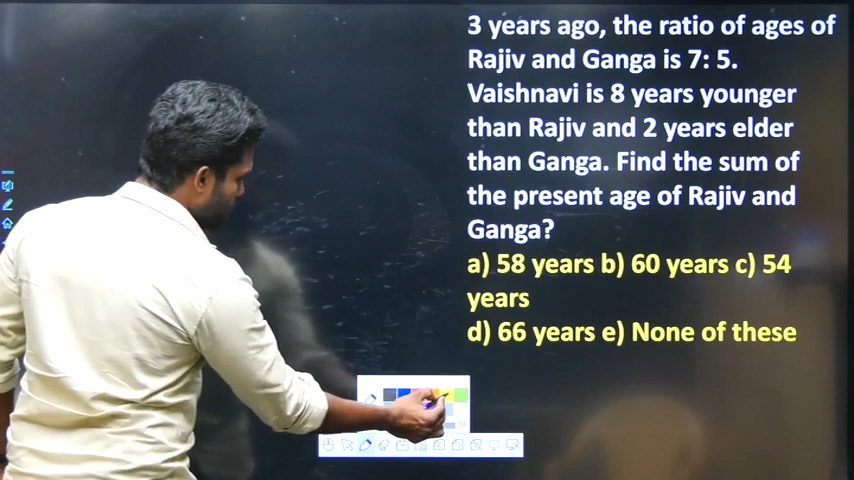 3 years ago, the ratio of ages of
Rajiv and Ganga is 7: 5.
Vaishnavi is 8 years younger
than Rajiv and 2 years elder
than Ganga. Find the sum of
the present age of Rajiv and
Ganga?
a) 58 years b) 60 years c) 54
years
d) 66 years e) None of these